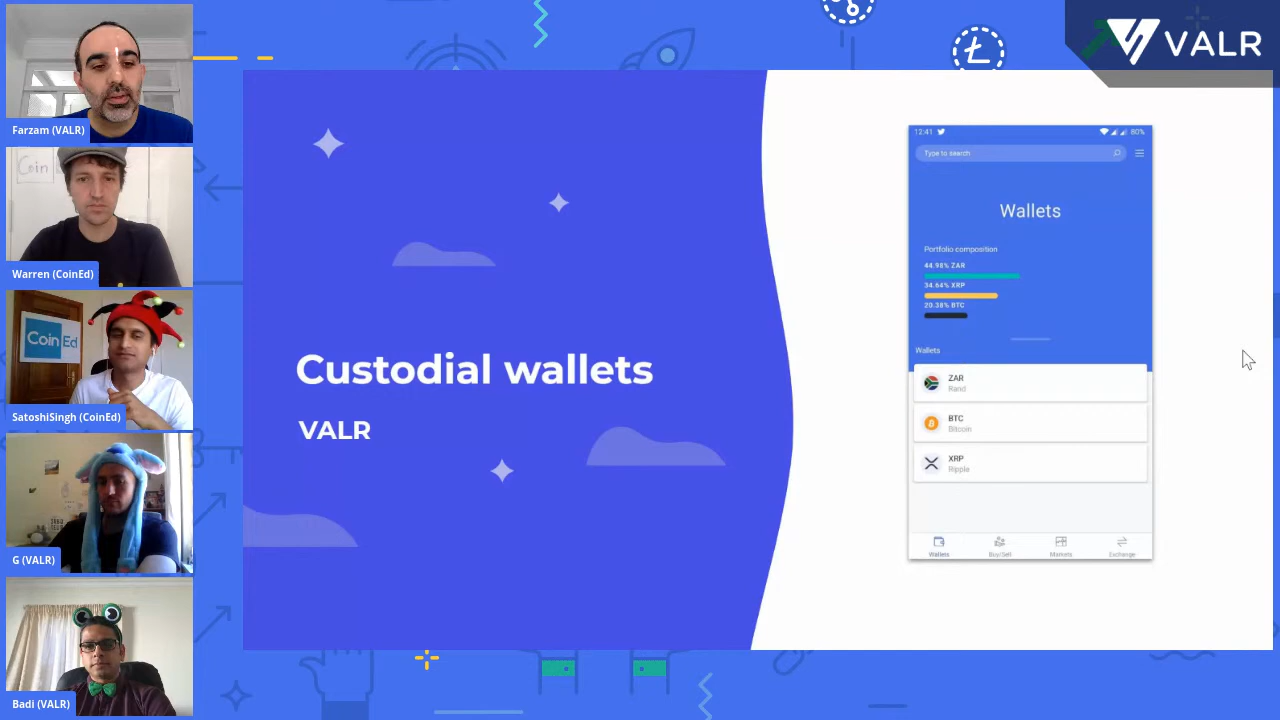 Farzam (VALR)
Coin
Warren (CoinEd)
CoinEd
SatoshiSingh (CoinEd)
G (VALR)
Badi (VALR)
VALR
Custodial wallets
VALR
12:41
80%
Type to search
Wallets
Portfolio composition
44.98% ZAR
34.64% XRP
20.38% BTC
Wallets
ZAR
Rand
BTC
Bitcoin
XRP
Ripple
Wallets
Buy/Sell
Markets
Exchange